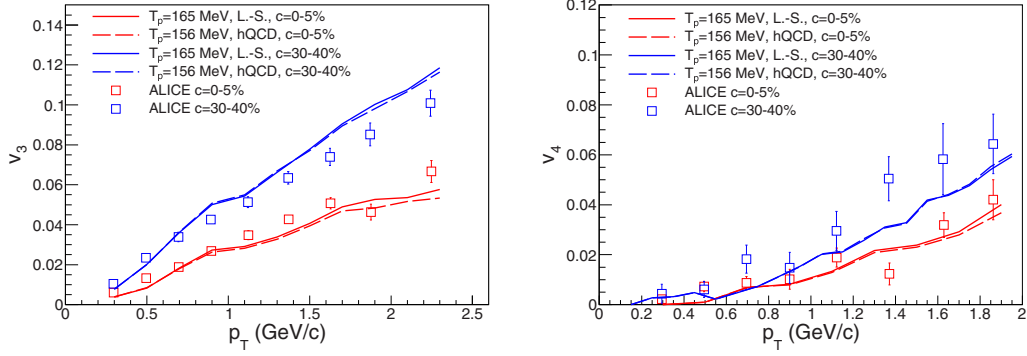 T_p=165 MeV, L.-S., c=0-5%
T_p=156 MeV, hQCD, c=0-5%
T_p=165 MeV, L.-S., c=30-40%
T_p=156 MeV, hQCD, c=30-40%
ALICE c=0-5%
ALICE c=30-40%
v_3
0.14
0.12
0.1
0.08
0.06
0.04
0.02
0
0 0.5 1 1.5 2 2.5
p_T (GeV/c)
T_p=165 MeV, L.-S., c=0-5%
T_p=156 MeV, hQCD, c=0-5%
T_p=165 MeV, L.-S., c=30-40%
T_p=156 MeV, hQCD, c=30-40%
ALICE c=0-5%
ALICE c=30-40%
v_4
0.12
0.1
0.08
0.06
0.04
0.02
0
0 0.2 0.4 0.6 0.8 1 1.2 1.4 1.6 1.8 2
p_T (GeV/c)